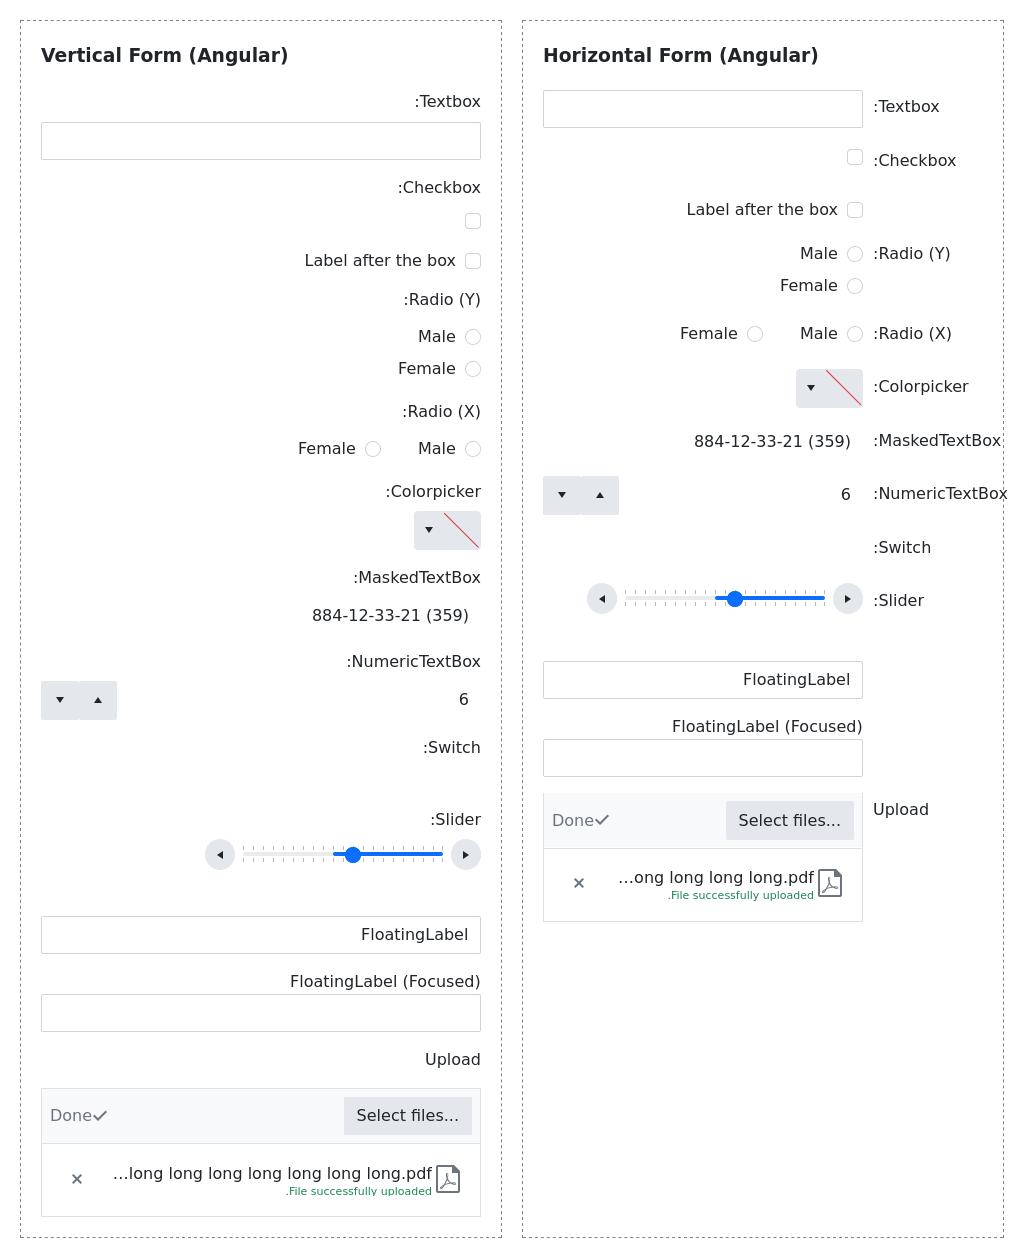 Vertical Form (Angular)
:Textbox
:Checkbox
Label after the box
:Radio (Y)
Male
Female
:Radio (X)
Female Male
:Colorpicker
:MaskedTextBox
884-12-33-21 (359)
:NumericTextBox
6
:Switch
:Slider
FloatingLabel
FloatingLabel (Focused)
Upload
Done Select files...
...long long long long long long long.pdf
.File successfully uploaded
Horizontal Form (Angular)
:Textbox
:Checkbox
Label after the box
Male :Radio (Y)
Female
Female Male :Radio (X)
:Colorpicker
884-12-33-21 (359) :MaskedTextBox
6 :NumericTextBox
:Switch
:Slider
FloatingLabel
FloatingLabel (Focused)
Upload
Done Select files...
...ong long long long.pdf
.File successfully uploaded